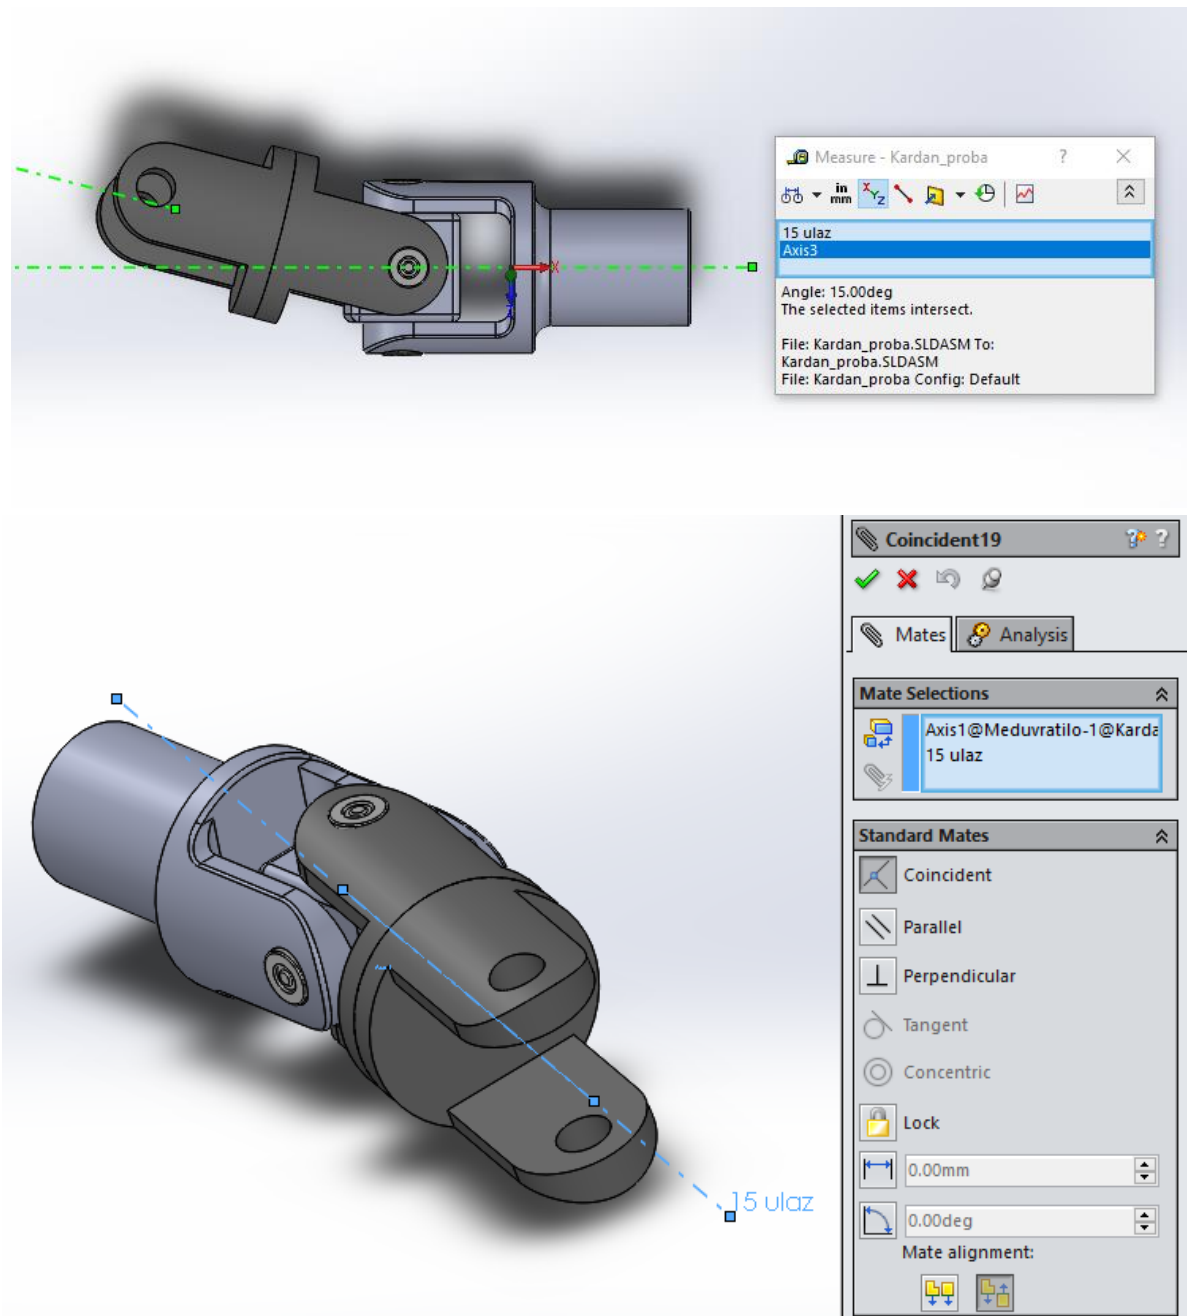 Measure - Kardan_proba
?
in
mm
XYZ
15 ulaz
Axis3
Angle: 15.00deg
The selected items intersect.
File: Kardan_proba.SLDASM To:
Kardan_proba.SLDASM
File: Kardan_proba Config: Default
X
Coincident19
? ?
Mates
Analysis
Mate Selections
Axis1@Meduvratilo-1@Karda
15 ulaz
Standard Mates
Coincident
Parallel
Perpendicular
Tangent
Concentric
Lock
0.00mm
0.00deg
Mate alignment:
15 ulaz